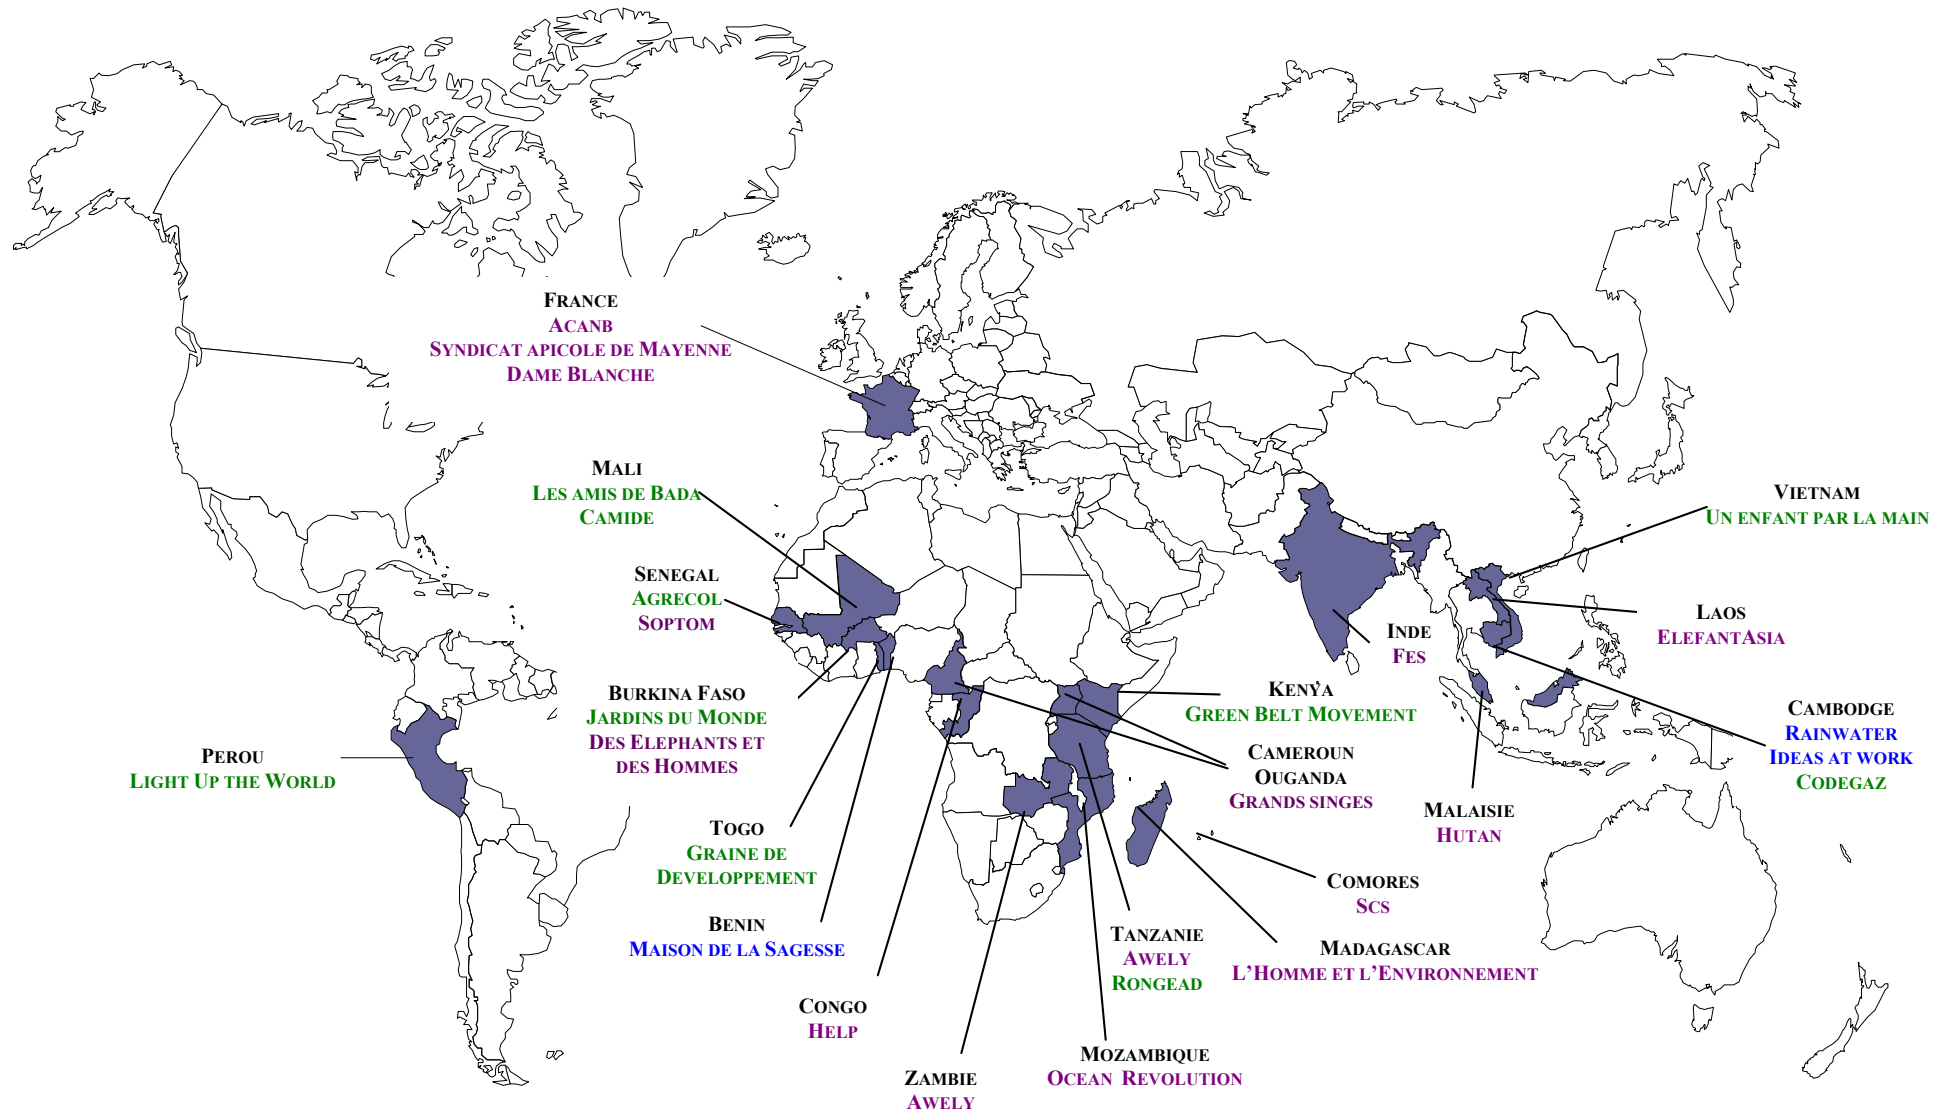 FRANCE
ACANB
SYNDICAT APICOLE DE MAYENNE
DAME BLANCHE
MALI
LES AMIS DE BADA
CAMIDE
VIETNAM
UN ENFANT PAR LA MAIN
SENEGAL
AGRECOL
SOPTOM
LAOS
ELEFANTASIA
INDE
FES
BURKINA FASO
JARDINS DU MONDE
DES ELEPHANTS ET
DES HOMMES
KENY'A
GREEN BELT MOVEMENT
CAMBODGE
RAINWATER
IDEAS AT WORK
CODEGAZ
PEROU
LIGHT UP THE WORLD
CAMEROUN
OUGANDA
GRANDS SINGES
MALAISIE
HUTAN
TOGO
GRAINE DE
DEVELOPPEMENT
COMORES
SCS
BENIN
MAISON DE LA SAGESSE
TANZANIE
AWELY
RONGEAD
MADAGASCAR
L'HOMME ET L'ENVIRONNEMENT
CONGO
HELP
MOZAMBIQUE
OCEAN REVOLUTION
ZAMBIE
AWELY